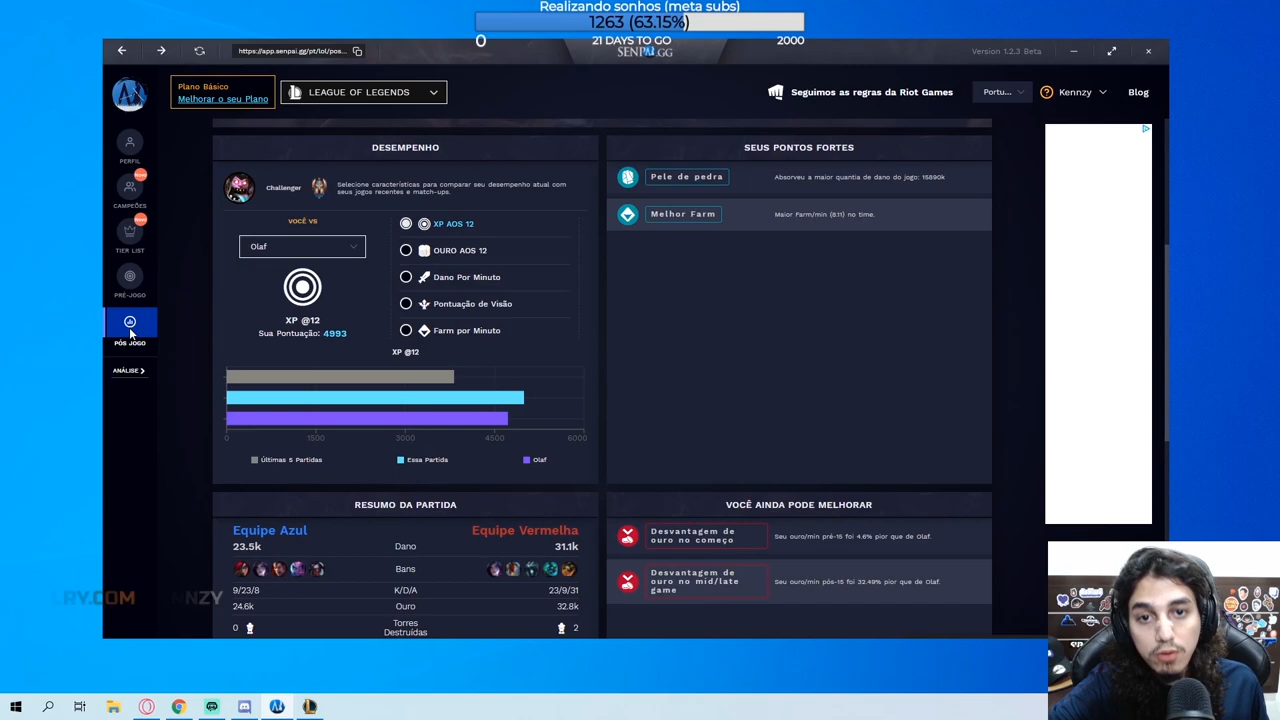 Realizando sonhos (meta subs)
1263 (63.15%)
0
21 DAYS TO GO
2000
SENPAI.GG
https://app.senpai.gg/pt/lol/pos...
Version 1.2.3 Beta
Plano Básico
Melhorar o seu Plano
LEAGUE OF LEGENDS
Seguimos as regras da Riot Games
Portu...
Kennzy
Blog
PERFIL
Novo
CAMPEÕES
Novo
TIER LIST
PRÉ-JOGO
PÓS JOGO
ANÁLISE
DESEMPENHO
Challenger
Selecione características para comparar seu desempenho atual com
seus jogos recentes e match-ups.
VOCÊ VS
Olaf
XP @12
Sua Pontuação: 4993
XP AOS 12
OURO AOS 12
Dano Por Minuto
Pontuação de Visão
Farm por Minuto
XP @12
0 1500 3000 4500 6000
Últimas 5 Partidas
Essa Partida
Olaf
SEUS PONTOS FORTES
Pele de pedra
Absorveu a maior quantia de dano do jogo: 15890k
Melhor Farm
Maior Farm/min (8.11) no time.
RESUMO DA PARTIDA
Equipe Azul
Equipe Vermelha
23.5k Dano 31.1k
Bans
9/23/8 K/D/A 23/9/31
24.6k Ouro 32.8k
0 Torres Destruídas 2
VOCÊ AINDA PODE MELHORAR
Desvantagem de
ouro no começo
Seu ouro/min pré-15 foi 4.6% pior que de Olaf.
Desvantagem de
ouro no mid/late
game
Seu ouro/min pós-15 foi 22.49% pior que de Olaf.
RY.COM
NNZY